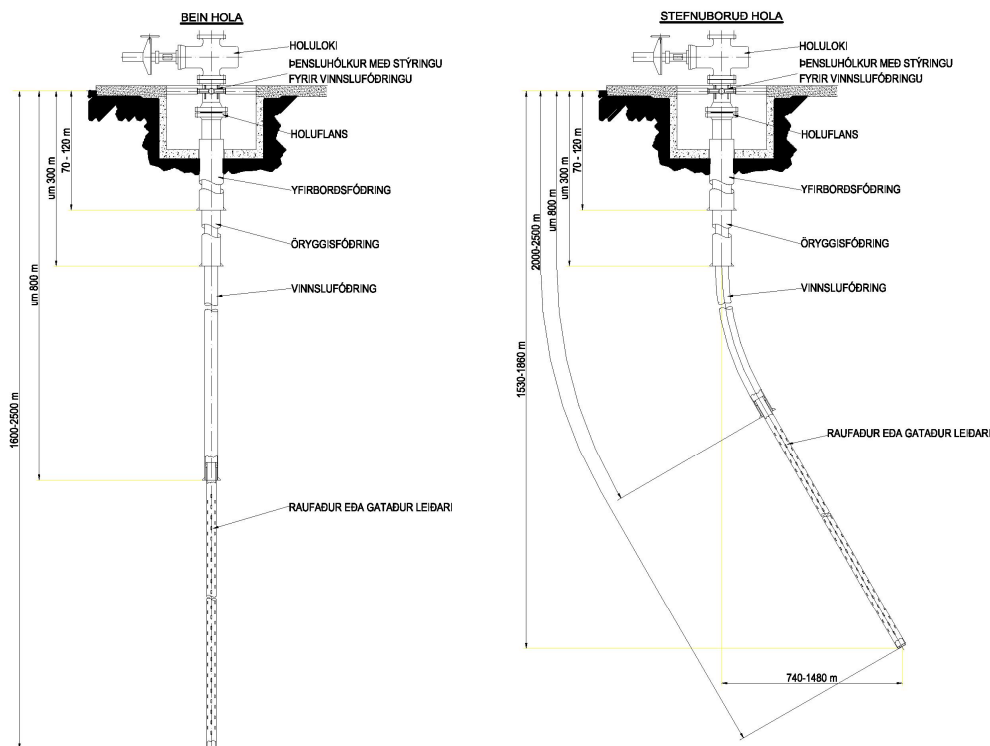 BEIN HOLA
HOLULOKI
ÞENSLUHÓLKUR MEÐ STÝRINGU
FYRIR VINNSLUFÓÐRINGU
HOLUFLANS
YFIRBORÐSFÓÐRING
ÖRYGGISFÓÐRING
VINNSLUFÓÐRING
RAUFAÐUR EÐA GATAÐUR LEIÐARI
70 - 120 m
um 300 m
um 800 m
1600-2500 m
STEFNUBORUÐ HOLA
HOLULOKI
ÞENSLUHÓLKUR MEÐ STÝRINGU
FYRIR VINNSLUFÓÐRINGU
HOLUFLANS
YFIRBORÐSFÓÐRING
ÖRYGGISFÓÐRING
VINNSLUFÓÐRING
RAUFAÐUR EÐA GATAÐUR LEIÐARI
70 - 120 m
um 300 m
um 800 m
2000-2500 m
1530-1860 m
740-1480 m